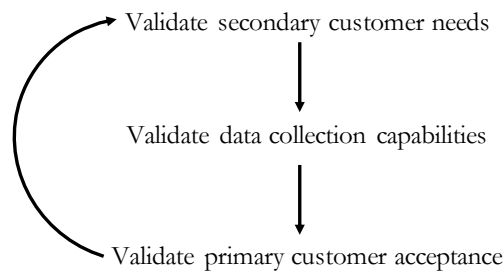 Validate secondary customer needs
Validate data collection capabilities
Validate primary customer acceptance